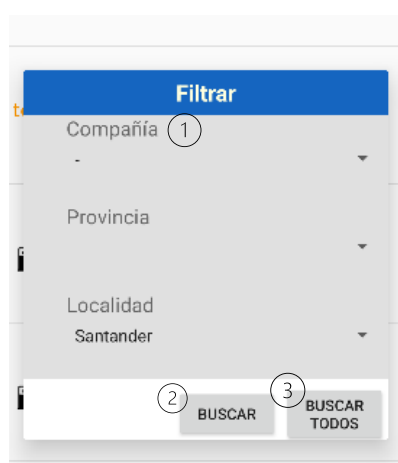 Filtrar
Compañía 1
-
Provincia
Localidad
Santander
2 BUSCAR
3 BUSCAR
TODOS